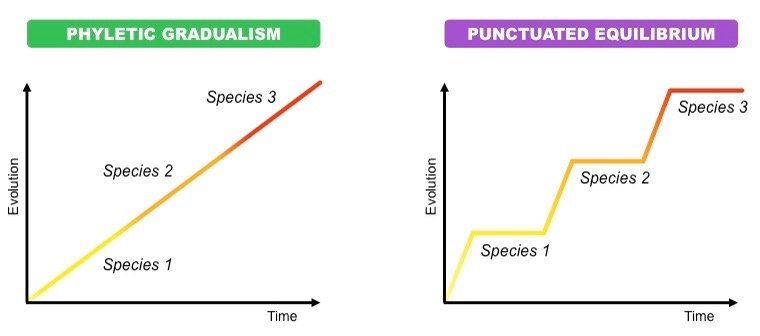 PHYLETIC GRADUALISM
Species 3
Species 2
Species 1
Evolution
Time
PUNCTUATED EQUILIBRIUM
Species 3
Species 2
Species 1
Evolution
Time